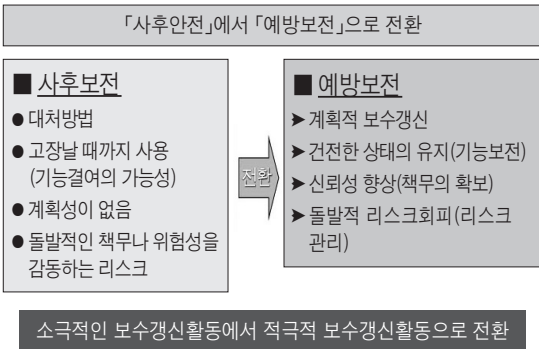 「사후안전」에서 「예방보전」으로 전환
■ 사후보전
● 대처방법
● 고장날 때까지 사용
(기능결여의 가능성)
● 계획성이 없음
● 돌발적인 책무나 위험성을
감동하는 리스크
전환
■ 예방보전
➤ 계획적 보수갱신
➤ 건전한 상태의 유지(기능보전)
➤ 신뢰성 향상(책무의 확보)
➤ 돌발적 리스크회피(리스크
관리)
소극적인 보수갱신활동에서 적극적 보수갱신활동으로 전환